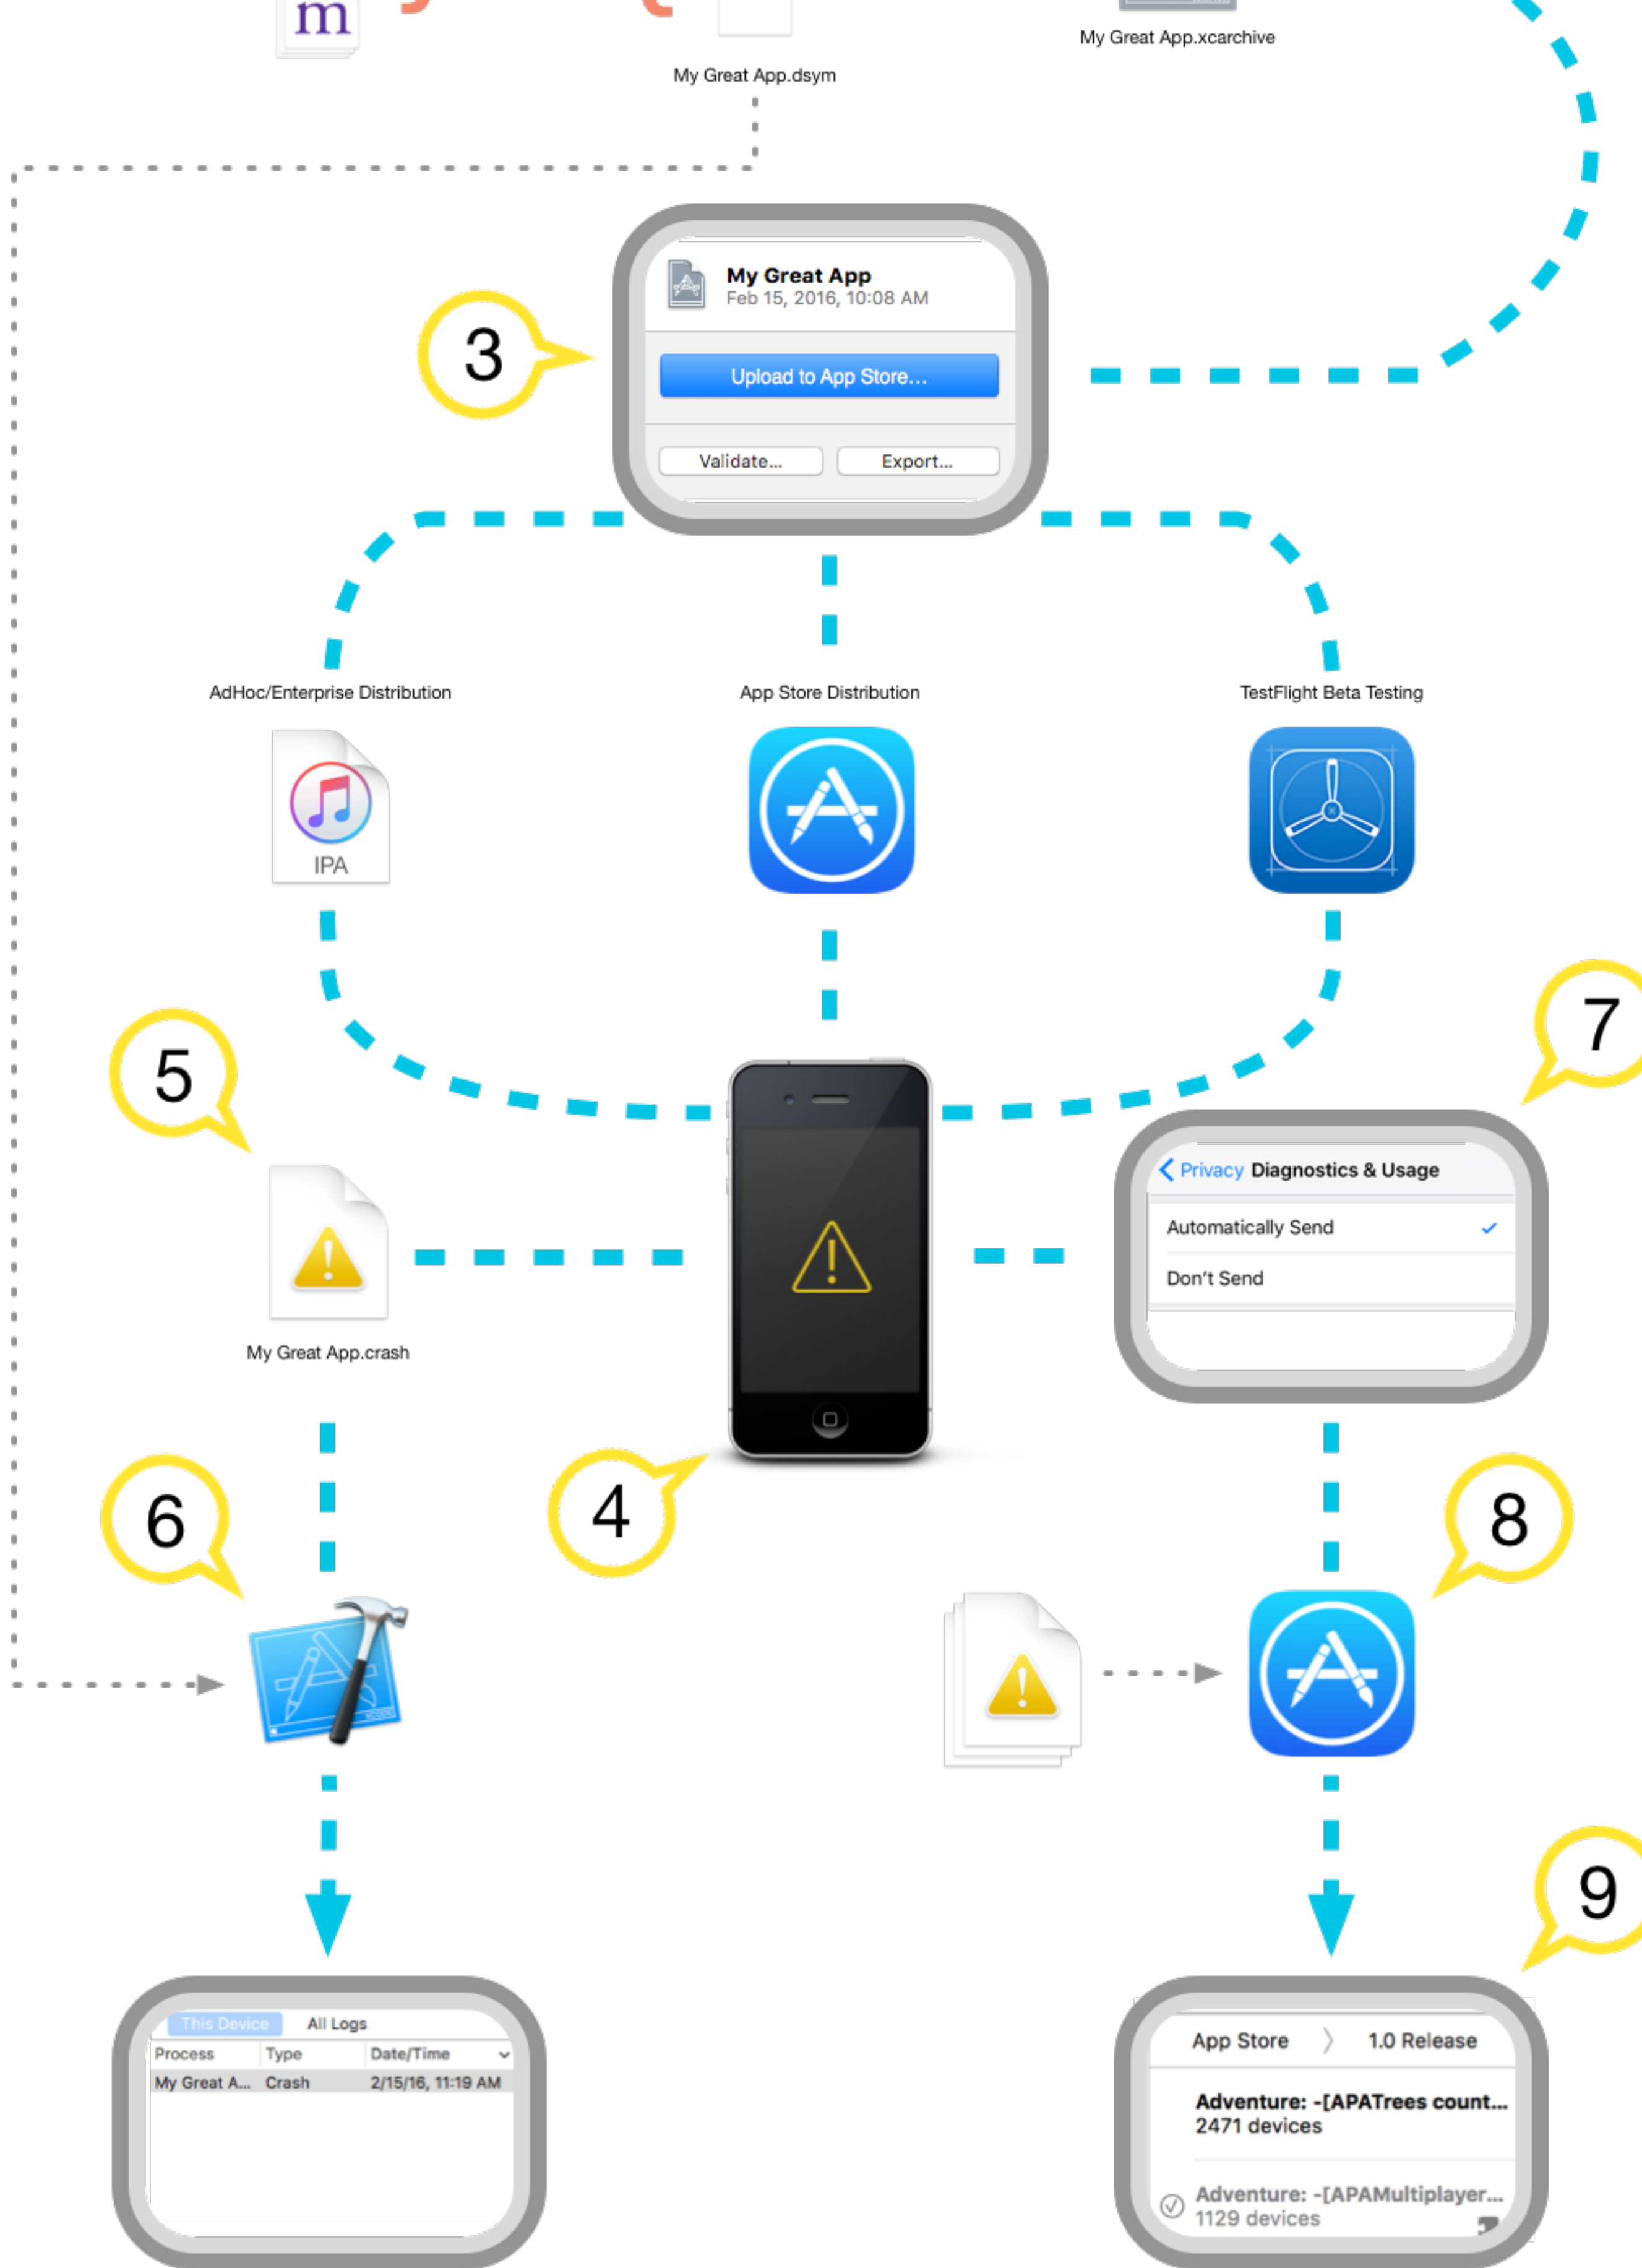 m
My Great App.xcarchive
My Great App.dsym
3
My Great App
Feb 15, 2016, 10:08 AM
Upload to App Store...
Validate...
Export...
AdHoc/Enterprise Distribution
App Store Distribution
TestFlight Beta Testing
IPA
7
5
Privacy Diagnostics & Usage
Automatically Send
Don't Send
My Great App.crash
4
6
8
9
This Device All Logs
Process Type Date/Time
My Great A... Crash 2/15/16, 11:19 AM
App Store 1.0 Release
Adventure: -[APATrees count...
2471 devices
Adventure: -[APAMultiplayer...
1129 devices